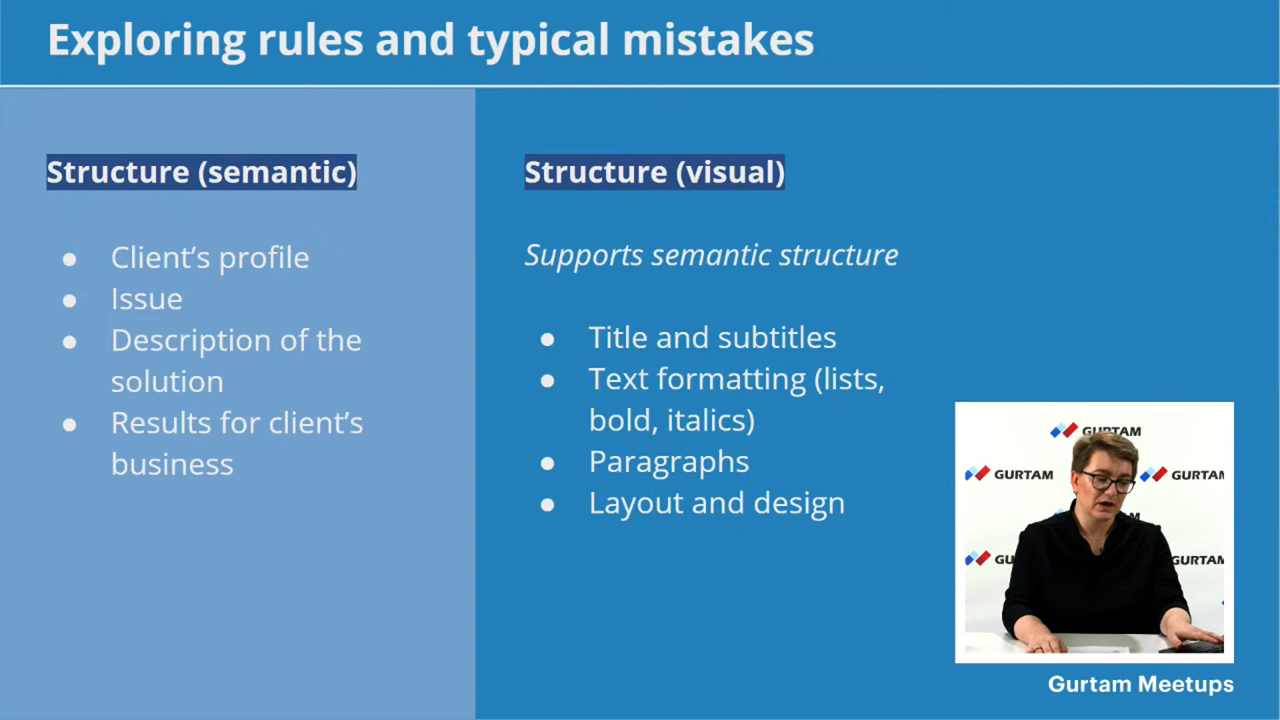 Exploring rules and typical mistakes
Structure (semantic)
● Client’s profile
● Issue
● Description of the
solution
● Results for client’s
business
Structure (visual)
Supports semantic structure
● Title and subtitles
● Text formatting (lists,
bold, italics)
● Paragraphs
● Layout and design
GURTAM
GURTAM
GURTAM
GU
GURTAM
Gurtam Meetups